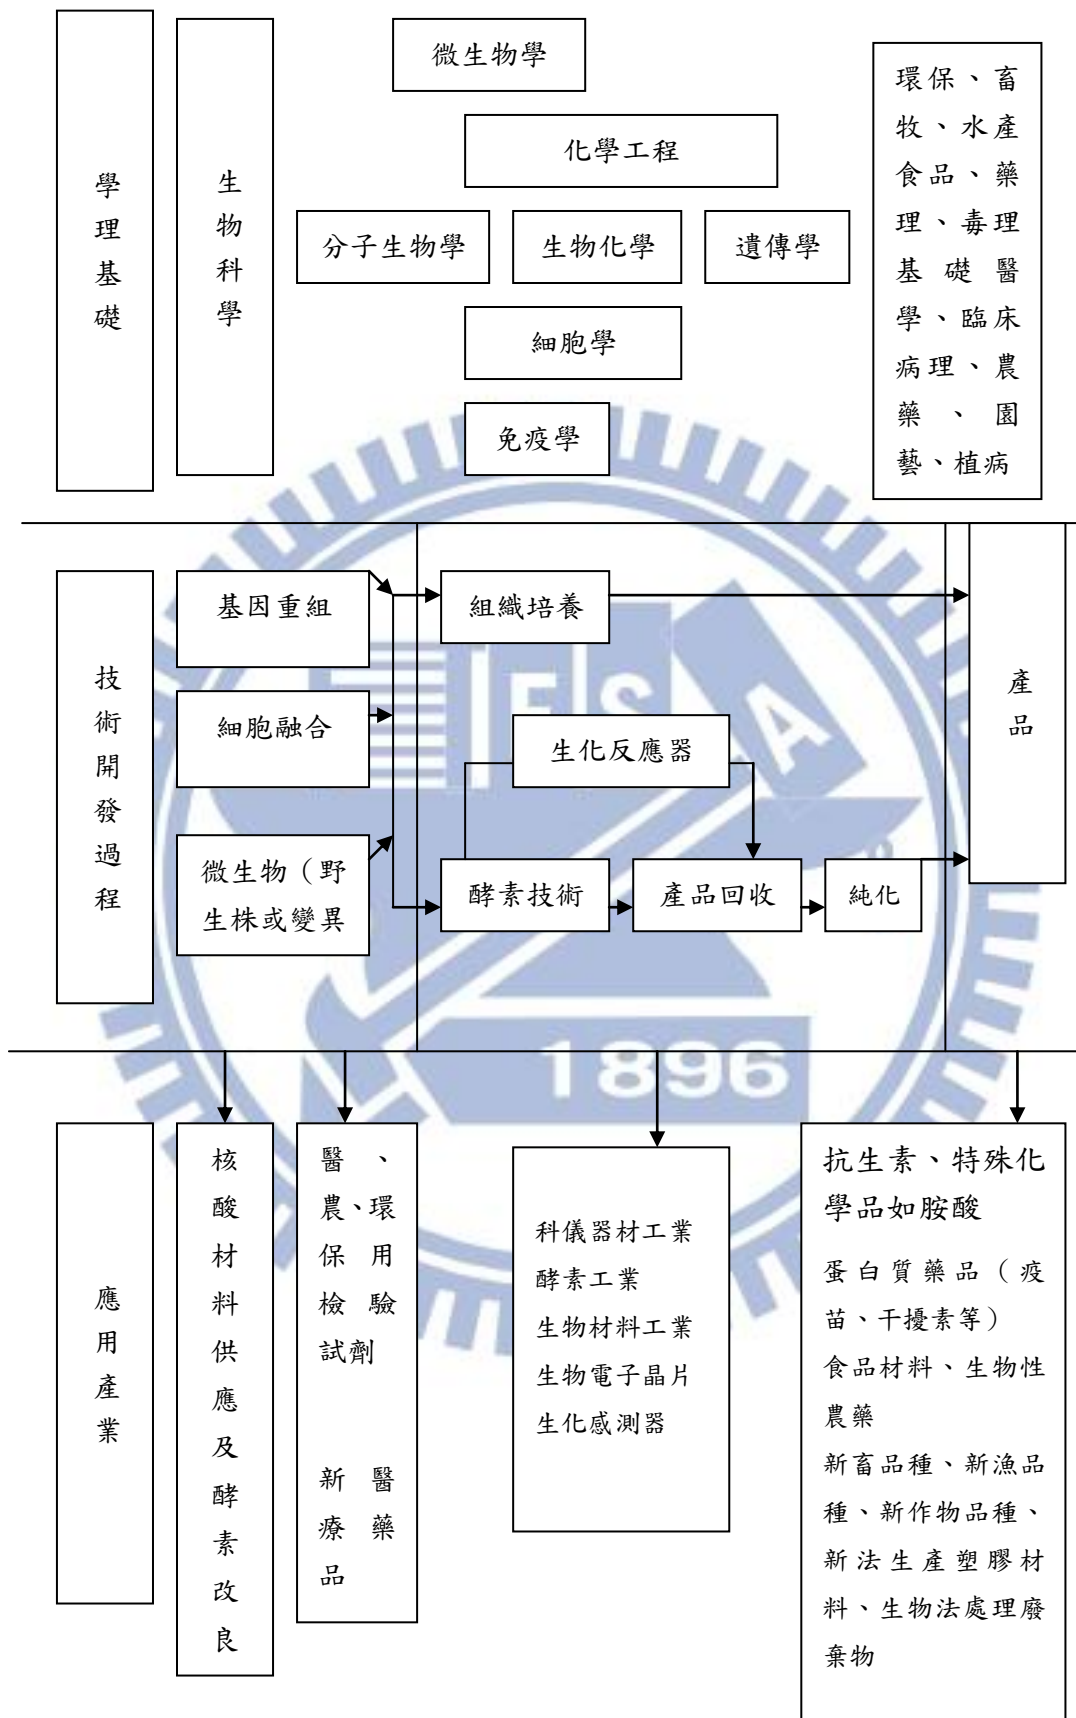 學理基礎
生物科學
微生物學
化學工程
分子生物學
生物化學
遺傳學
細胞學
免疫學
環保、畜
牧、水產
食品、藥
理、毒理
基礎醫
學、臨床
病理、農
藥、園
藝、植病
技術開發過程
基因重組
細胞融合
微生物（野
生株或變異
組織培養
生化反應器
酵素技術
產品回收
純化
產品
IESA
1896
應用產業
核酸材料供應及酵素改良
醫、
農、環
保用
檢驗
試劑
新醫
療藥
品
科儀器材工業
酵素工業
生物材料工業
生物電子晶片
生化感測器
抗生素、特殊化
學品如胺酸
蛋白質藥品（疫
苗、干擾素等）
食品材料、生物性
農藥
新畜品種、新漁品
種、新作物品種、
新法生產塑膠材
料、生物法處理廢
棄物